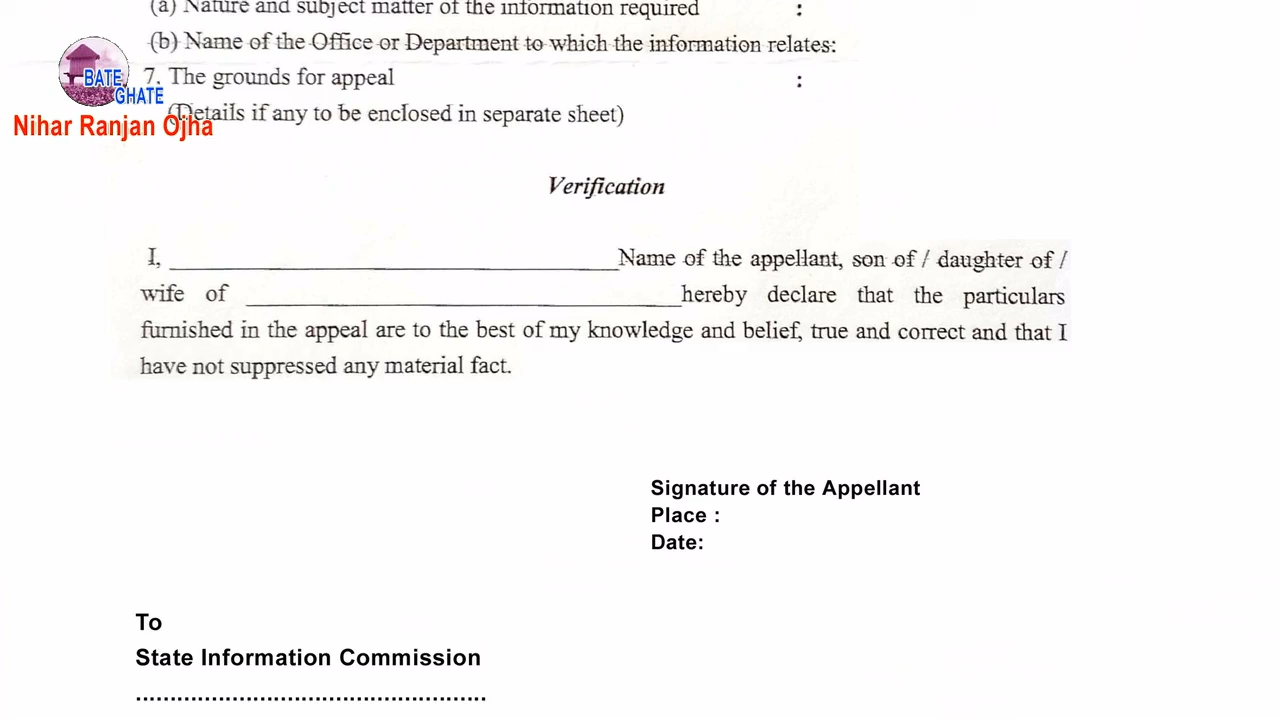 (a) Nature and subject matter of the information required :
(b) Name of the Office or Department to which the information relates:
BATE GHATE
7. The grounds for appeal :
Nihar Ranjan Ojha
(Details if any to be enclosed in separate sheet)
Verification
I, ________________________________________Name of the appellant, son of / daughter of /
wife of ________________________________________hereby declare that the particulars
furnished in the appeal are to the best of my knowledge and belief, true and correct and that I
have not suppressed any material fact.
Signature of the Appellant
Place :
Date:
To
State Information Commission
...................................................